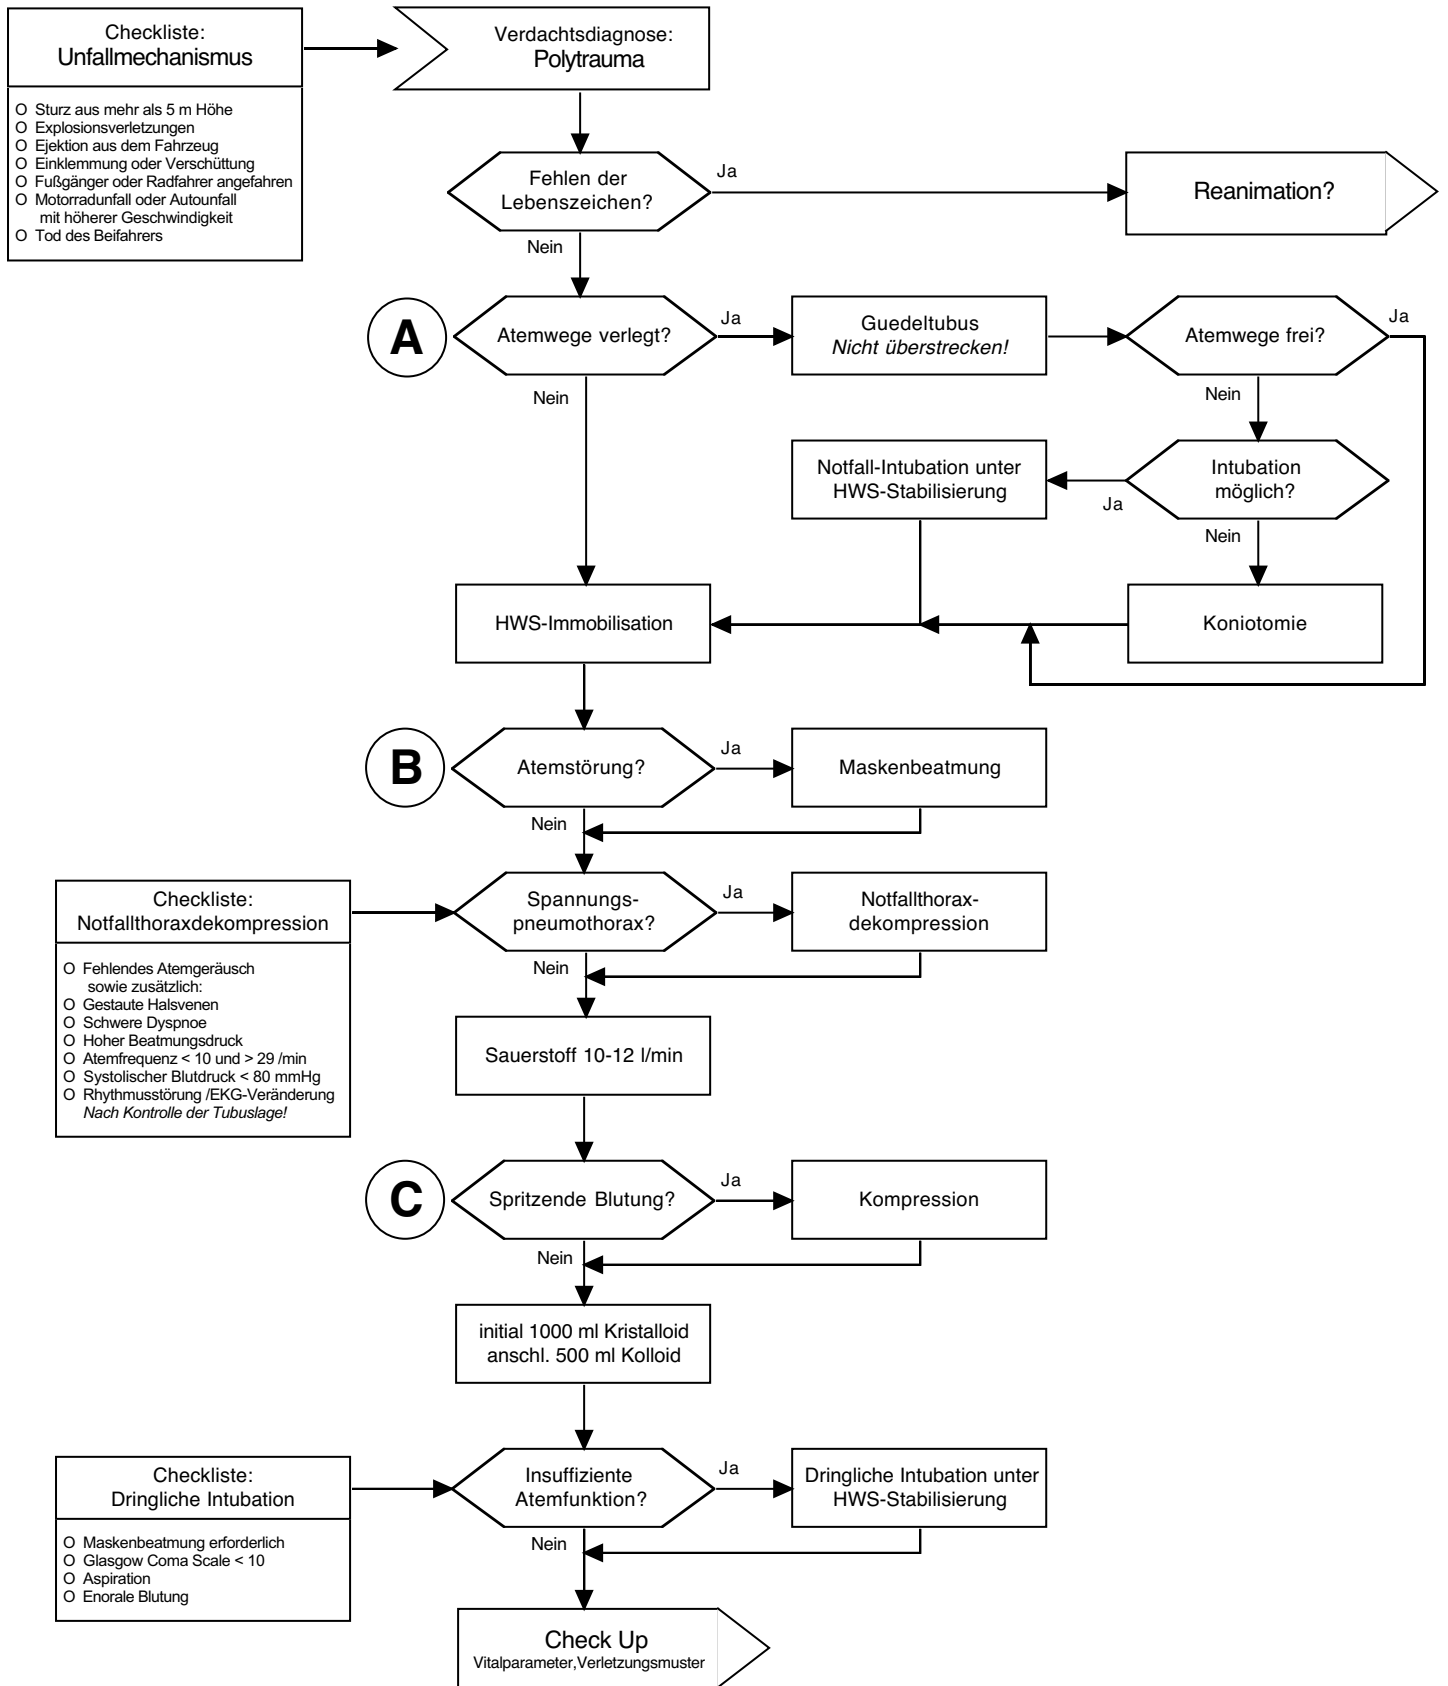 Checkliste:
Unfallmechanismus
O Sturz aus mehr als 5 m Höhe
O Explosionsverletzungen
O Ejektion aus dem Fahrzeug
O Einklemmung oder Verschüttung
O Fußgänger oder Radfahrer angefahren
O Motorradunfall oder Autounfall
mit höherer Geschwindigkeit
O Tod des Beifahrers
Verdachtsdiagnose:
Polytrauma
Fehlen der
Lebenszeichen?
Ja
Reanimation?
Nein
A
Atemwege verlegt?
Ja
Guedeltubus
Nicht überstrecken!
Atemwege frei?
Ja
Nein
Nein
Notfall-Intubation unter
HWS-Stabilisierung
Intubation
möglich?
Ja
Nein
HWS-Immobilisation
Koniotomie
B
Atemstörung?
Ja
Maskenbeatmung
Nein
Checkliste:
Notfallthoraxdekompression
O Fehlendes Atemgeräusch
sowie zusätzlich:
O Gestaute Halsvenen
O Schwere Dyspnoe
O Hoher Beatmungsdruck
O Atemfrequenz < 10 und > 29 /min
O Systolischer Blutdruck < 80 mmHg
O Rhythmusstörung /EKG-Veränderung
Nach Kontrolle der Tubuslage!
Spannungs-
pneumothorax?
Ja
Notfallthorax-
dekompression
Nein
Sauerstoff 10-12 l/min
C
Spritzende Blutung?
Ja
Kompression
Nein
initial 1000 ml Kristalloid
anschl. 500 ml Kolloid
Checkliste:
Dringliche Intubation
O Maskenbeatmung erforderlich
O Glasgow Coma Scale < 10
O Aspiration
O Enorale Blutung
Insuffiziente
Atemfunktion?
Ja
Dringliche Intubation unter
HWS-Stabilisierung
Nein
Check Up
Vitalparameter,Verletzungsmuster